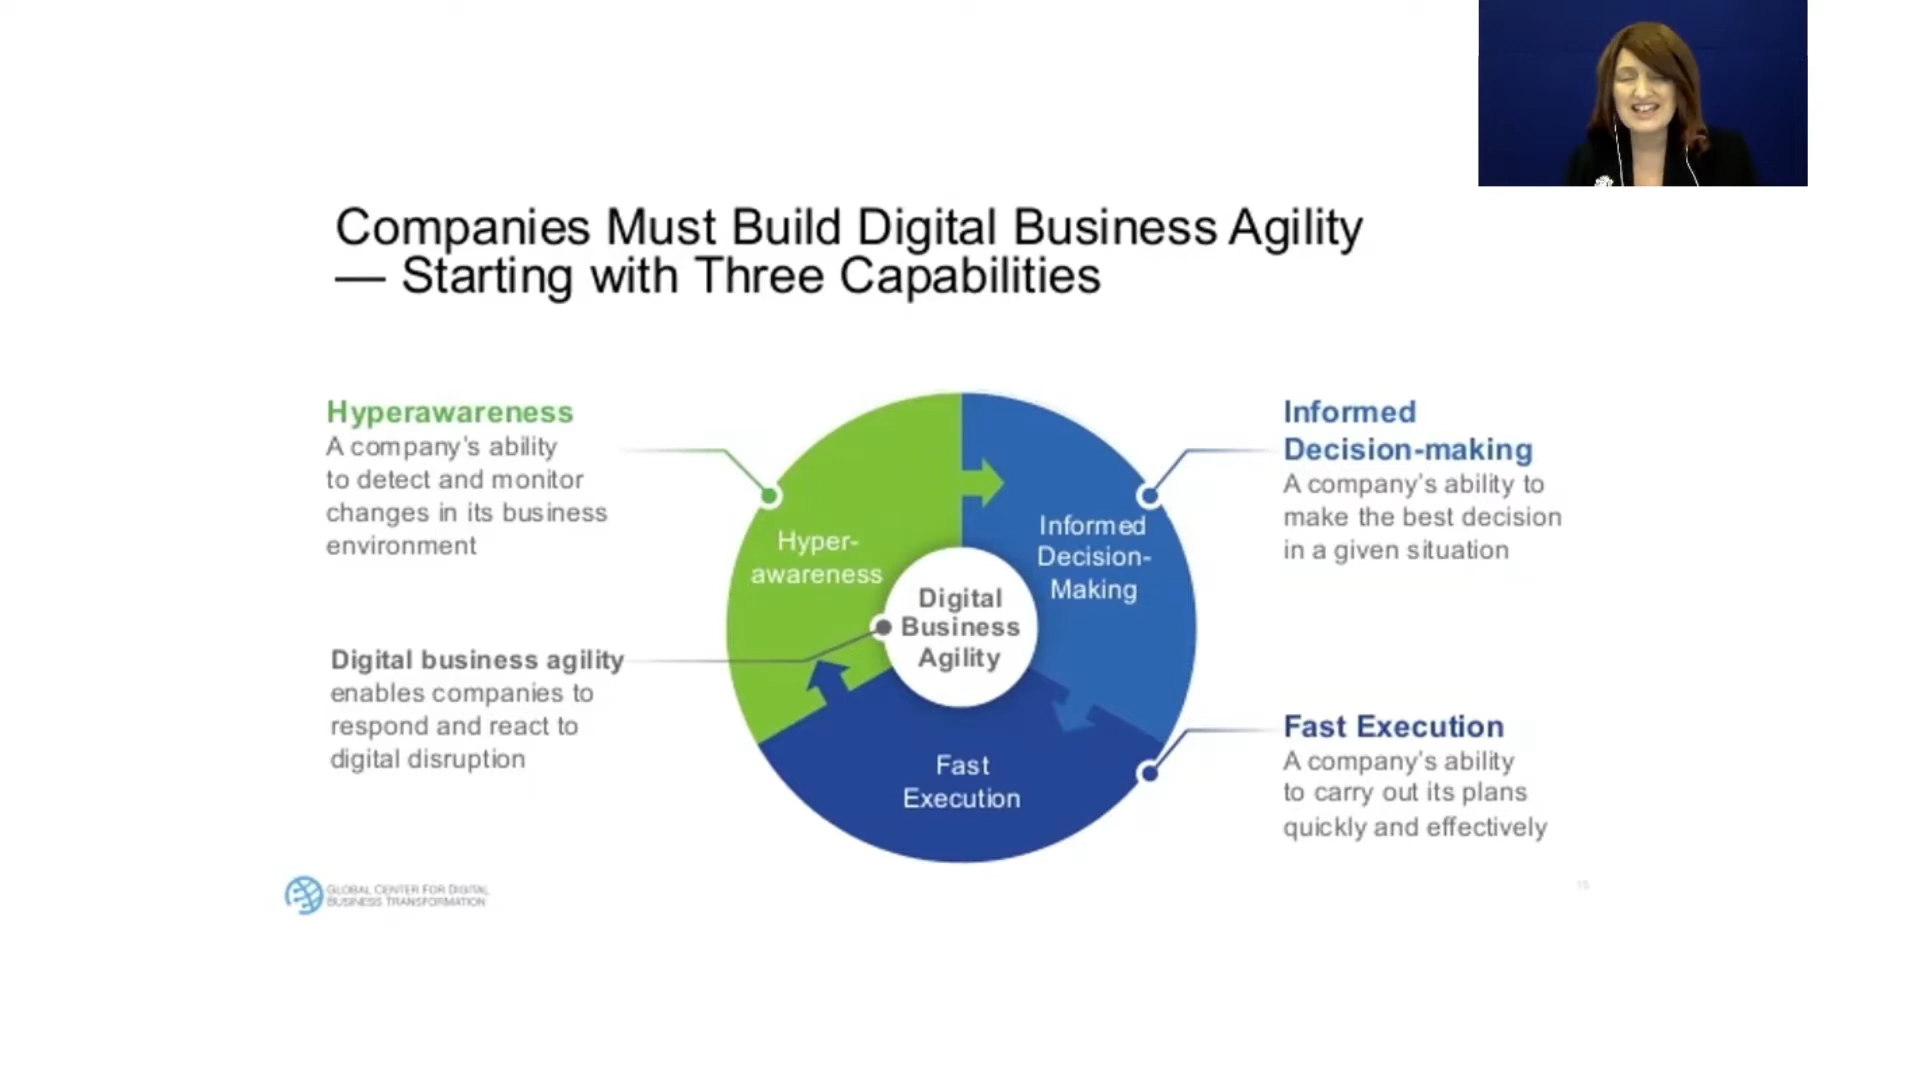 Companies Must Build Digital Business Agility
— Starting with Three Capabilities
Hyperawareness
A company's ability
to detect and monitor
changes in its business
environment
Digital business agility
enables companies to
respond and react to
digital disruption
Hyper-
awareness
Informed
Decision-
Making
Digital
Business
Agility
Fast
Execution
Informed
Decision-making
A company's ability to
make the best decision
in a given situation
Fast Execution
A company's ability
to carry out its plans
quickly and effectively
GLOBAL CENTER FOR DIGITAL
BUSINESS TRANSFORMATION